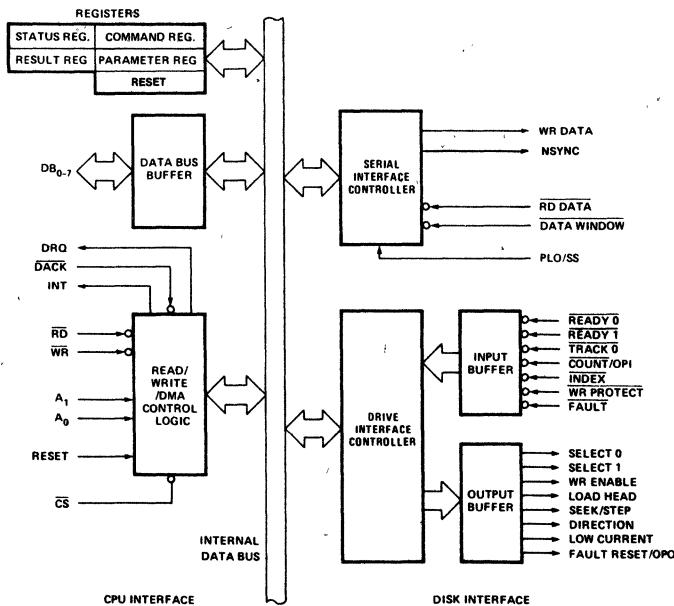 REGISTERS
STATUS REG. COMMAND REG.
RESULT REG PARAMETER REG
RESET
DB0-7
DATA BUS
BUFFER
DRQ
DACK
INT
RD
WR
A1
A0
RESET
CS
READ/
WRITE
/DMA
CONTROL
LOGIC
INTERNAL
DATA BUS
CPU INTERFACE
SERIAL
INTERFACE
CONTROLLER
WR DATA
NSYNC
RD DATA
DATA WINDOW
PLO/SS
DRIVE
INTERFACE
CONTROLLER
INPUT
BUFFER
READY 0
READY 1
TRACK 0
COUNT/OPI
INDEX
WR PROTECT
FAULT
OUTPUT
BUFFER
SELECT 0
SELECT 1
WR ENABLE
LOAD HEAD
SEEK/STEP
DIRECTION
LOW CURRENT
FAULT RESET/OPO
DISK INTERFACE